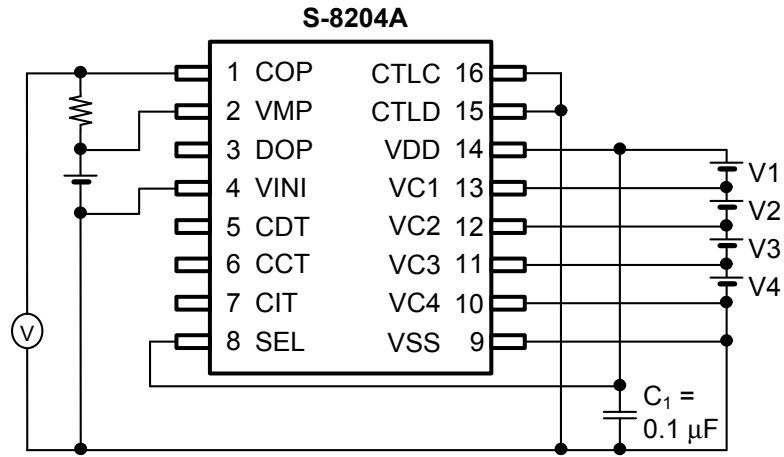 S-8204A
1 COP CTLC 16
2 VMP CTLD 15
3 DOP VDD 14
4 VINI VC1 13
5 CDT VC2 12
6 CCT VC3 11
7 CIT VC4 10
8 SEL VSS 9
V1
V2
V3
V4
V
C₁ =
0.1 µF